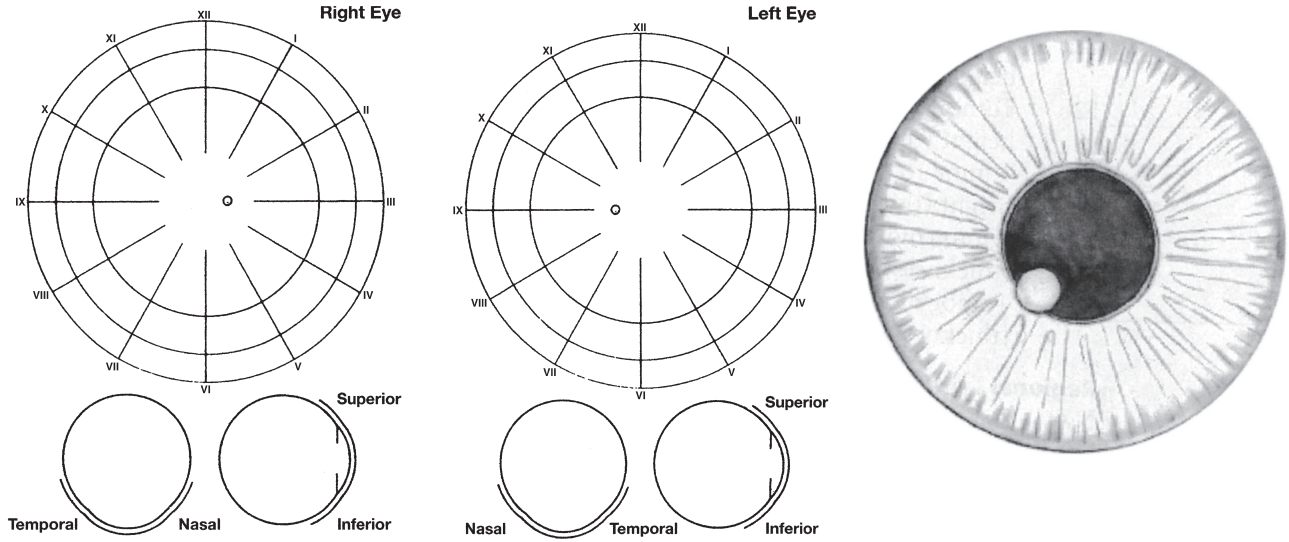 Right Eye
XII
XI
I
X
II
IX
III
VIII
IV
VII
V
VI
Superior
Temporal
Nasal
Inferior
Left Eye
XII
XI
I
X
II
IX
III
VIII
IV
VII
V
VI
Superior
Nasal
Temporal
Inferior